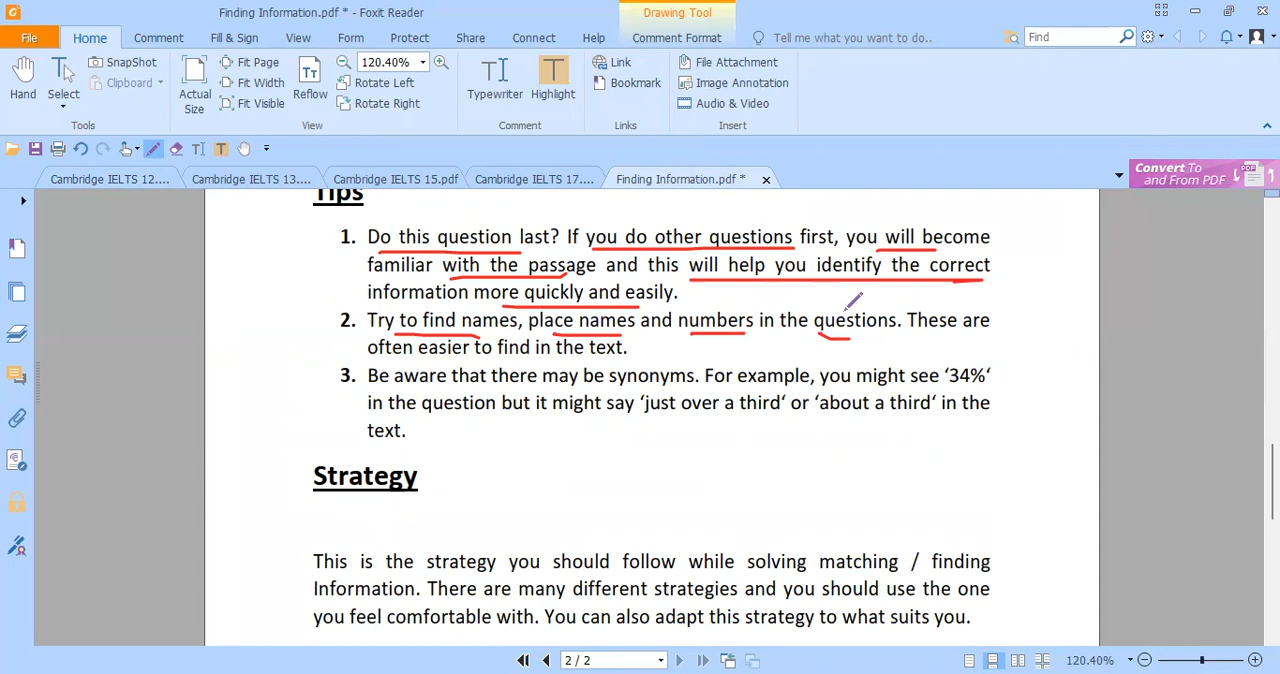 Finding Information.pdf * - Foxit Reader
Drawing Tool
File
Home
Comment
Fill & Sign
View
Form
Protect
Share
Connect
Help
Comment Format
Tell me what you want to do..
Find
Hand
Select
SnapShot
Clipboard
Tools
Actual Size
Fit Page
Fit Width
Fit Visible
Reflow
120.40%
Rotate Left
Rotate Right
View
Typewriter
Highlight
Comment
Link
Bookmark
Links
File Attachment
Image Annotation
Audio & Video
Insert
Cambridge IELTS 12....
Cambridge IELTS 13....
Cambridge IELTS 15.pdf
Cambridge IELTS 17....
Finding Information.pdf *
Convert To
and From PDF
PDF
Tips
1. Do this question last? If you do other questions first, you will become
familiar with the passage and this will help you identify the correct
information more quickly and easily.
2. Try to find names, place names and numbers in the questions. These are
often easier to find in the text.
3. Be aware that there may be synonyms. For example, you might see ‘34%‘
in the question but it might say ‘just over a third‘ or ‘about a third‘ in the
text.
Strategy
This is the strategy you should follow while solving matching / finding
Information. There are many different strategies and you should use the one
you feel comfortable with. You can also adapt this strategy to what suits you.
2 / 2
120.40%